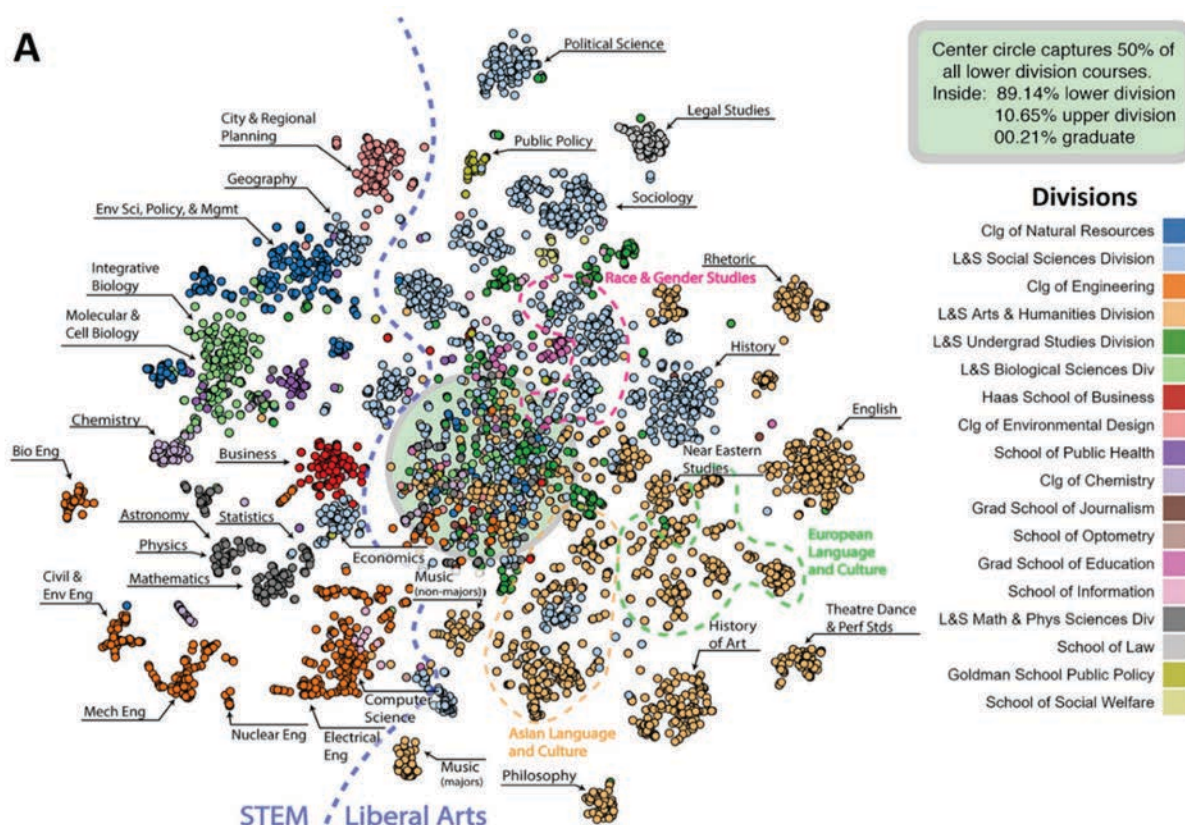 A
Political Science
Center circle captures 50% of
all lower division courses.
Inside: 89.14% lower division
10.65% upper division
00.21% graduate
City & Regional
Planning
Legal Studies
Public Policy
Geography
Sociology
Env Sci, Policy, & Mgmt
Integrative
Biology
Molecular &
Cell Biology
Race & Gender Studies
Rhetoric
History
Chemistry
English
Bio Eng
Business
Near Eastern
Studies
Astronomy
Statistics
Physics
Economics
European
Language
and Culture
Mathematics
Music
(non-majors)
Civil &
Env Eng
History
of Art
Theatre Dance
& Perf Stds
Mech Eng
Nuclear Eng
Electrical
Eng
Computer
Science
Asian Language
and Culture
Music
(majors)
Philosophy
STEM
Liberal Arts
Divisions
Clg of Natural Resources
L&S Social Sciences Division
Clg of Engineering
L&S Arts & Humanities Division
L&S Undergrad Studies Division
L&S Biological Sciences Div
Haas School of Business
Clg of Environmental Design
School of Public Health
Clg of Chemistry
Grad School of Journalism
School of Optometry
Grad School of Education
School of Information
L&S Math & Phys Sciences Div
School of Law
Goldman School Public Policy
School of Social Welfare